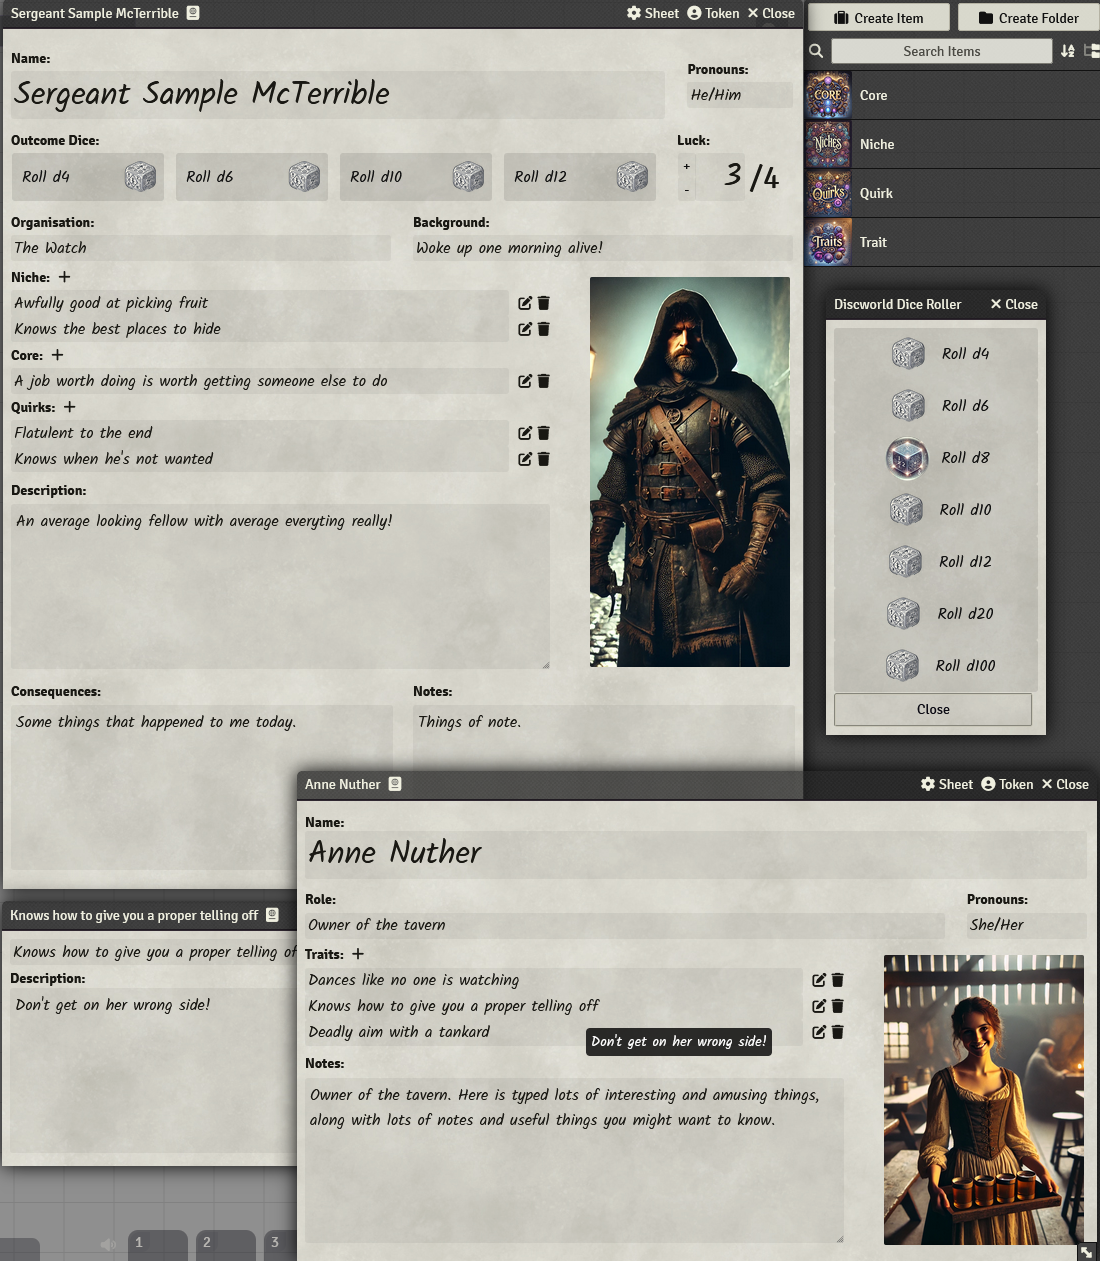 Sergeant Sample McTerrible Sheet Token Close
Name:
Sergeant Sample McTerrible
Pronouns:
He/Him
Outcome Dice:
Roll d4 Roll d6 Roll d10 Roll d12
Luck:
+
-
3 /4
Organisation:
The Watch
Background:
Woke up one morning alive!
Niche: +
Awfully good at picking fruit
Knows the best places to hide
Core: +
A job worth doing is worth getting someone else to do
Quirks: +
Flatulent to the end
Knows when he's not wanted
Description:
An average looking fellow with average everyting really!
Consequences:
Some things that happened to me today.
Notes:
Things of note.
Create Item Create Folder
Search Items
CORE Core
Niches Niche
Quirks Quirk
Traits Trait
Discworld Dice Roller Close
Roll d4
Roll d6
Roll d8
Roll d10
Roll d12
Roll d20
Roll d100
Close
Knows how to give you a proper telling off
Knows how to give you a proper telling of
Description:
Don't get on her wrong side!
Anne Nuther Sheet Token Close
Name:
Anne Nuther
Role:
Owner of the tavern
Pronouns:
She/Her
Traits: +
Dances like no one is watching
Knows how to give you a proper telling off
Deadly aim with a tankard
Don't get on her wrong side!
Notes:
Owner of the tavern. Here is typed lots of interesting and amusing things,
along with lots of notes and useful things you might want to know.
1 2 3